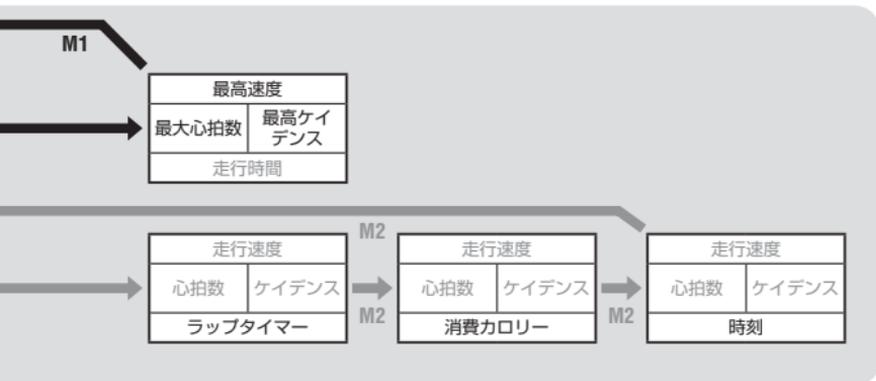 M1
最高速度
最大心拍数
最高ケイ
デンス
走行時間
M2
走行速度
心拍数
ケイデンス
ラップタイマー
M2
走行速度
心拍数
ケイデンス
消費カロリー
M2
走行速度
心拍数
ケイデンス
時刻